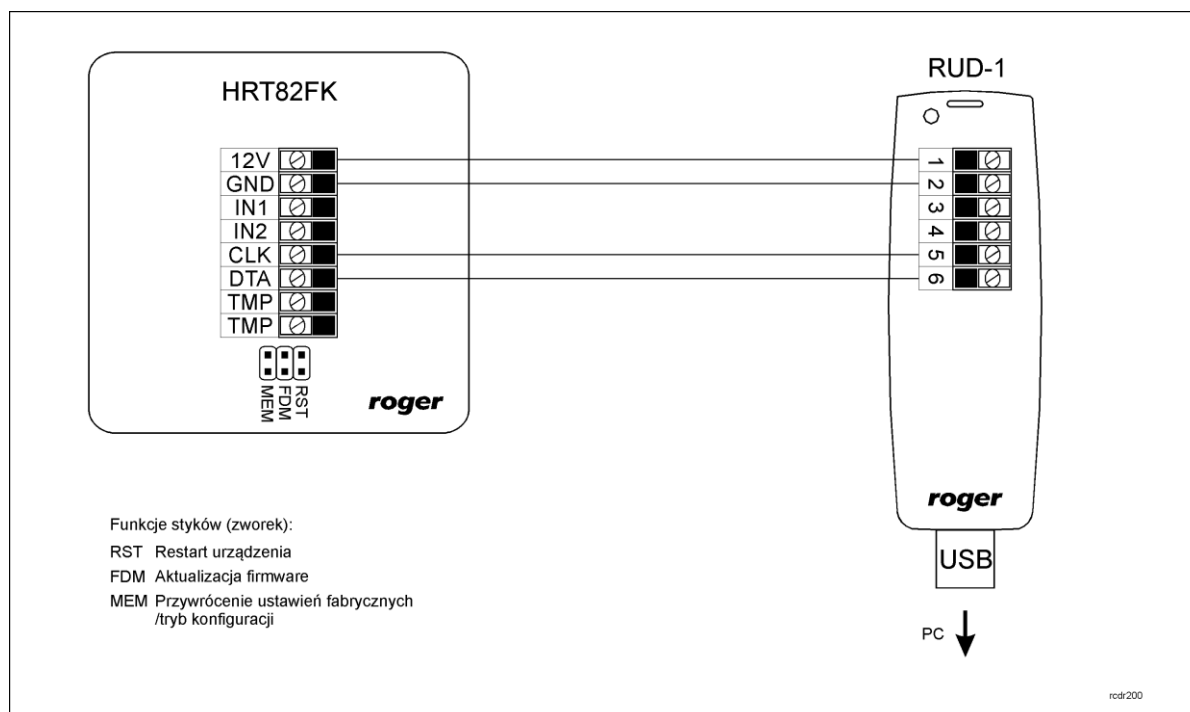 HRT82FK
12V
GND
IN1
IN2
CLK
DTA
TMP
TMP
MEM
FDM
RST
roger
RUD-1
1
2
3
4
5
6
roger
USB
PC
Funkcje styków (zworek):
RST Restart urządzenia
FDM Aktualizacja firmware
MEM Przywrócenie ustawień fabrycznych
/tryb konfiguracji
rcdr200